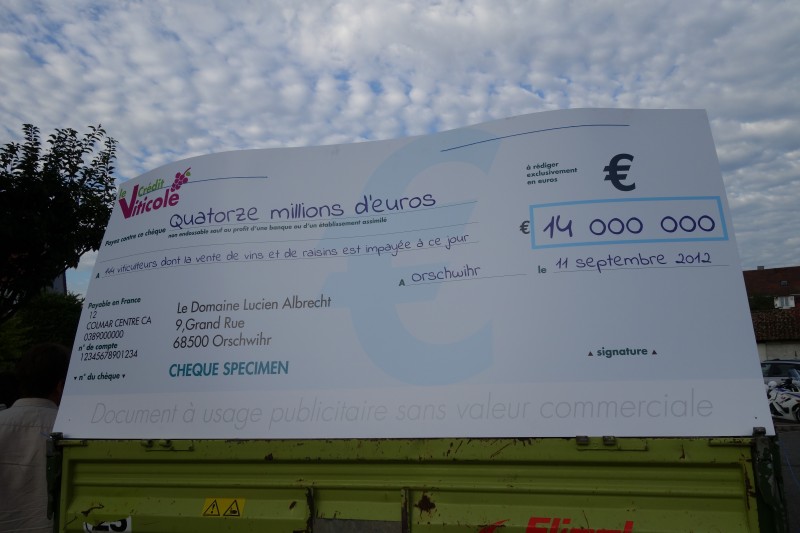 le Crédit
Viticole
à rédiger
exclusivement
en euros
€
Payez contre ce chèque Quatorze millions d'euros
non endossable sauf au profit d'une banque ou d'un établissement assimilé
€ 14 000 000
A 44 viticulteurs dont la vente de vins et de raisins est impayée à ce jour
A Orschwihr le 11 septembre 2012
Payable en France
12
COLMAR CENTRE CA
0389000000
n° de compte
12345678901234
n° du chèque
Le Domaine Lucien Albrecht
9,Grand Rue
68500 Orschwihr
CHEQUE SPECIMEN
signature
Document à usage publicitaire sans valeur commerciale
25